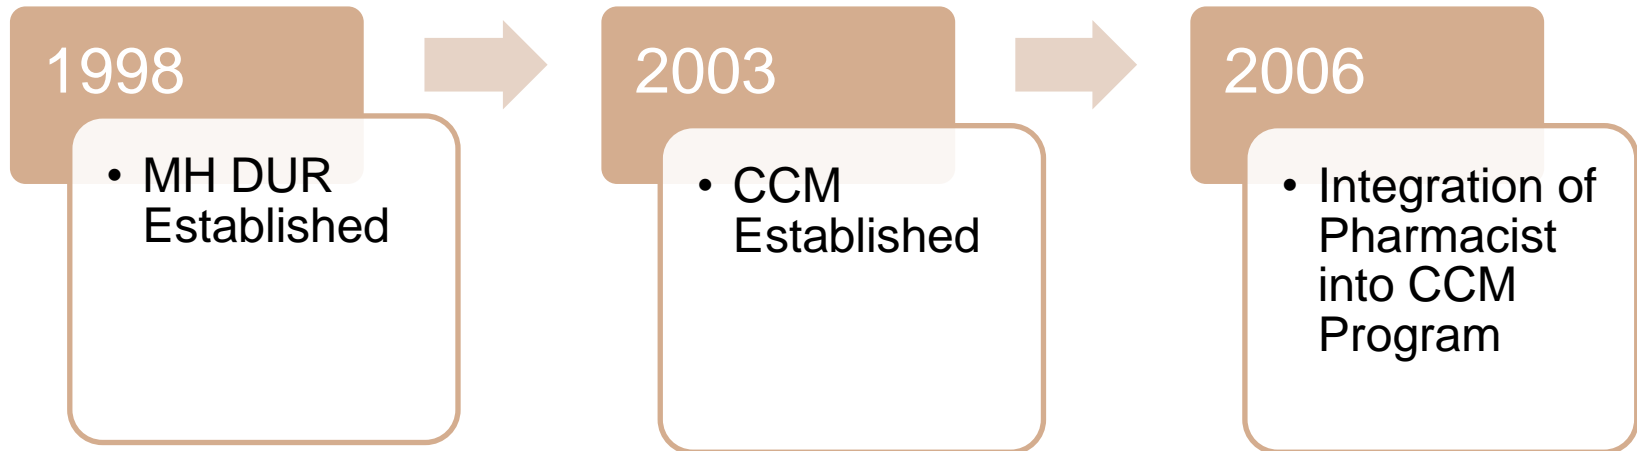 1998
• MH DUR
Established
2003
• CCM
Established
2006
• Integration of
Pharmacist
into CCM
Program